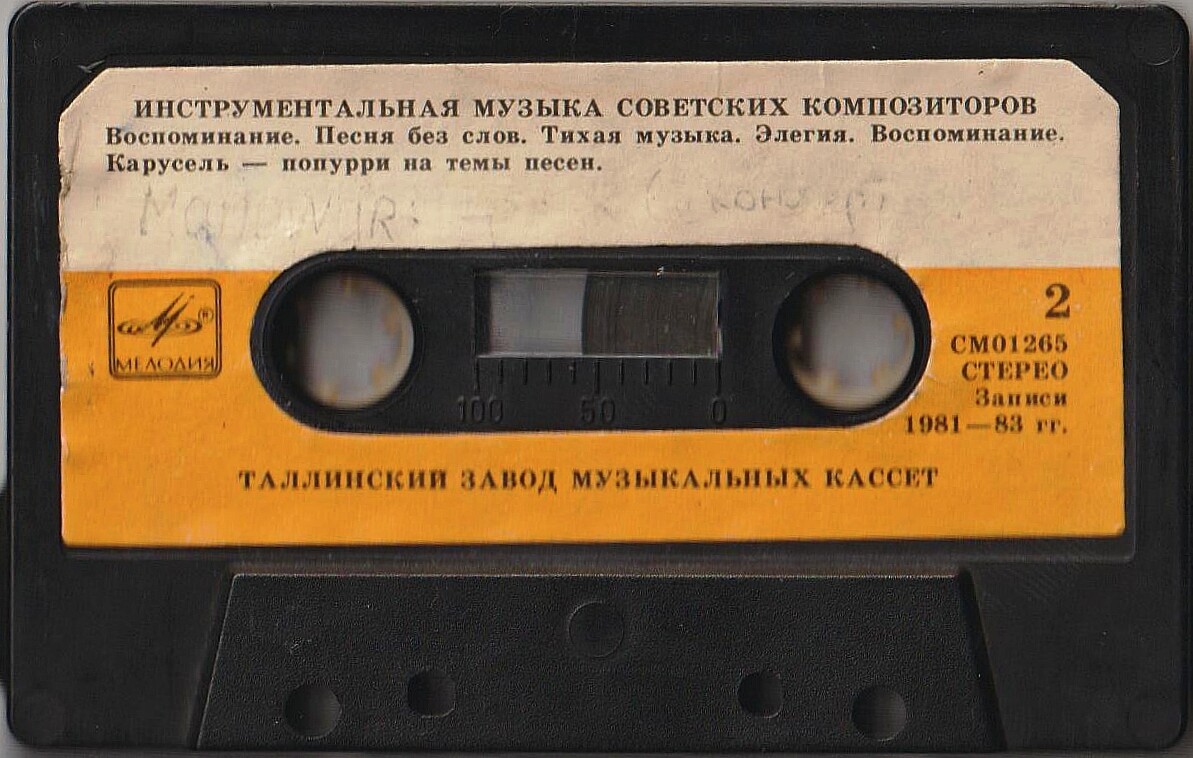 ИНСТРУМЕНТАЛЬНАЯ МУЗЫКА СОВЕТСКИХ КОМПОЗИТОРОВ
Воспоминание. Песня без слов. Тихая музыка. Элегия. Воспоминание.
Карусель — попурри на темы песен.
МЕЛОДИЯ ®
2
СМ01265
СТЕРЕО
Записи
1981—83 гг.
100 50 0
ТАЛЛИНСКИЙ ЗАВОД МУЗЫКАЛЬНЫХ КАССЕТ